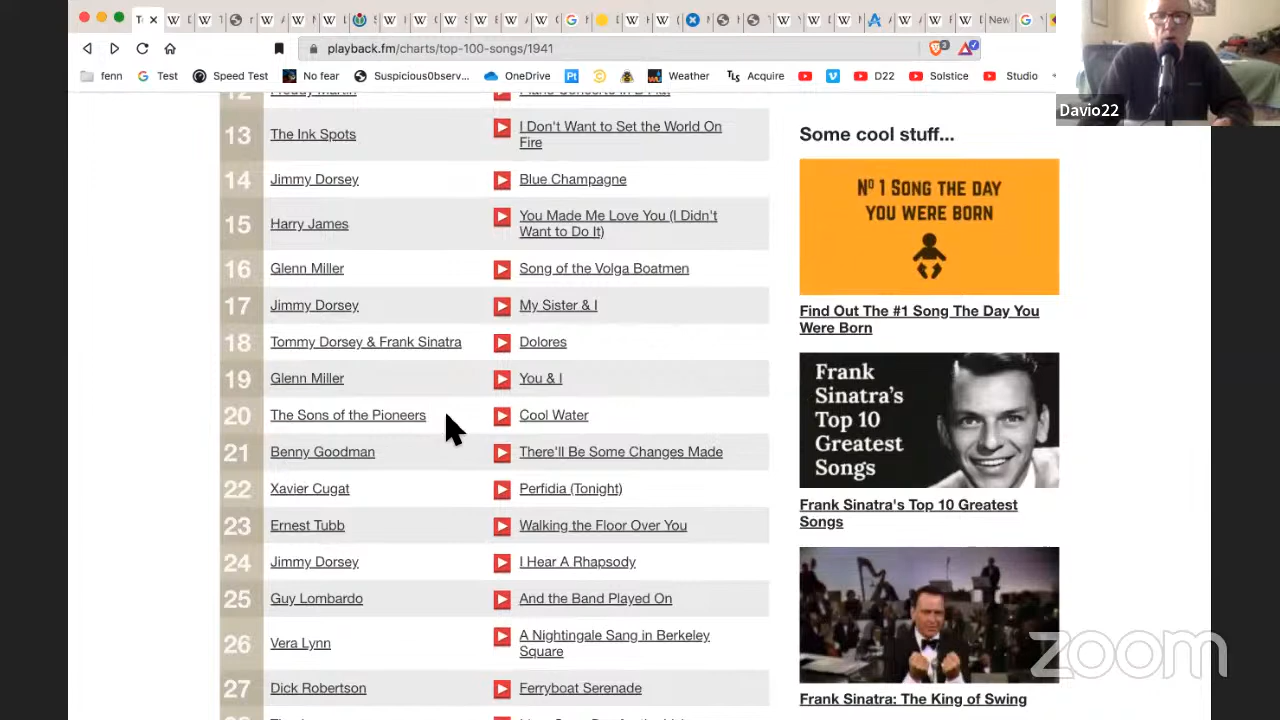 New
playback.fm/charts/top-100-songs/1941
fenn
Test
Speed Test
No fear
Suspicious0bserv...
OneDrive
Weather
Acquire
D22
Solstice
Studio
Davio22
13 The Ink Spots I Don't Want to Set the World On
Fire
14 Jimmy Dorsey Blue Champagne
15 Harry James You Made Me Love You (I Didn't
Want to Do It)
16 Glenn Miller Song of the Volga Boatmen
17 Jimmy Dorsey My Sister & I
18 Tommy Dorsey & Frank Sinatra Dolores
19 Glenn Miller You & I
20 The Sons of the Pioneers Cool Water
21 Benny Goodman There'll Be Some Changes Made
22 Xavier Cugat Perfidia (Tonight)
23 Ernest Tubb Walking the Floor Over You
24 Jimmy Dorsey I Hear A Rhapsody
25 Guy Lombardo And the Band Played On
26 Vera Lynn A Nightingale Sang in Berkeley
Square
27 Dick Robertson Ferryboat Serenade
Some cool stuff...
Nº 1 SONG THE DAY
YOU WERE BORN
Find Out The #1 Song The Day You
Were Born
Frank
Sinatra's
Top 10
Greatest
Songs
Frank Sinatra's Top 10 Greatest
Songs
Frank Sinatra: The King of Swing
zoom